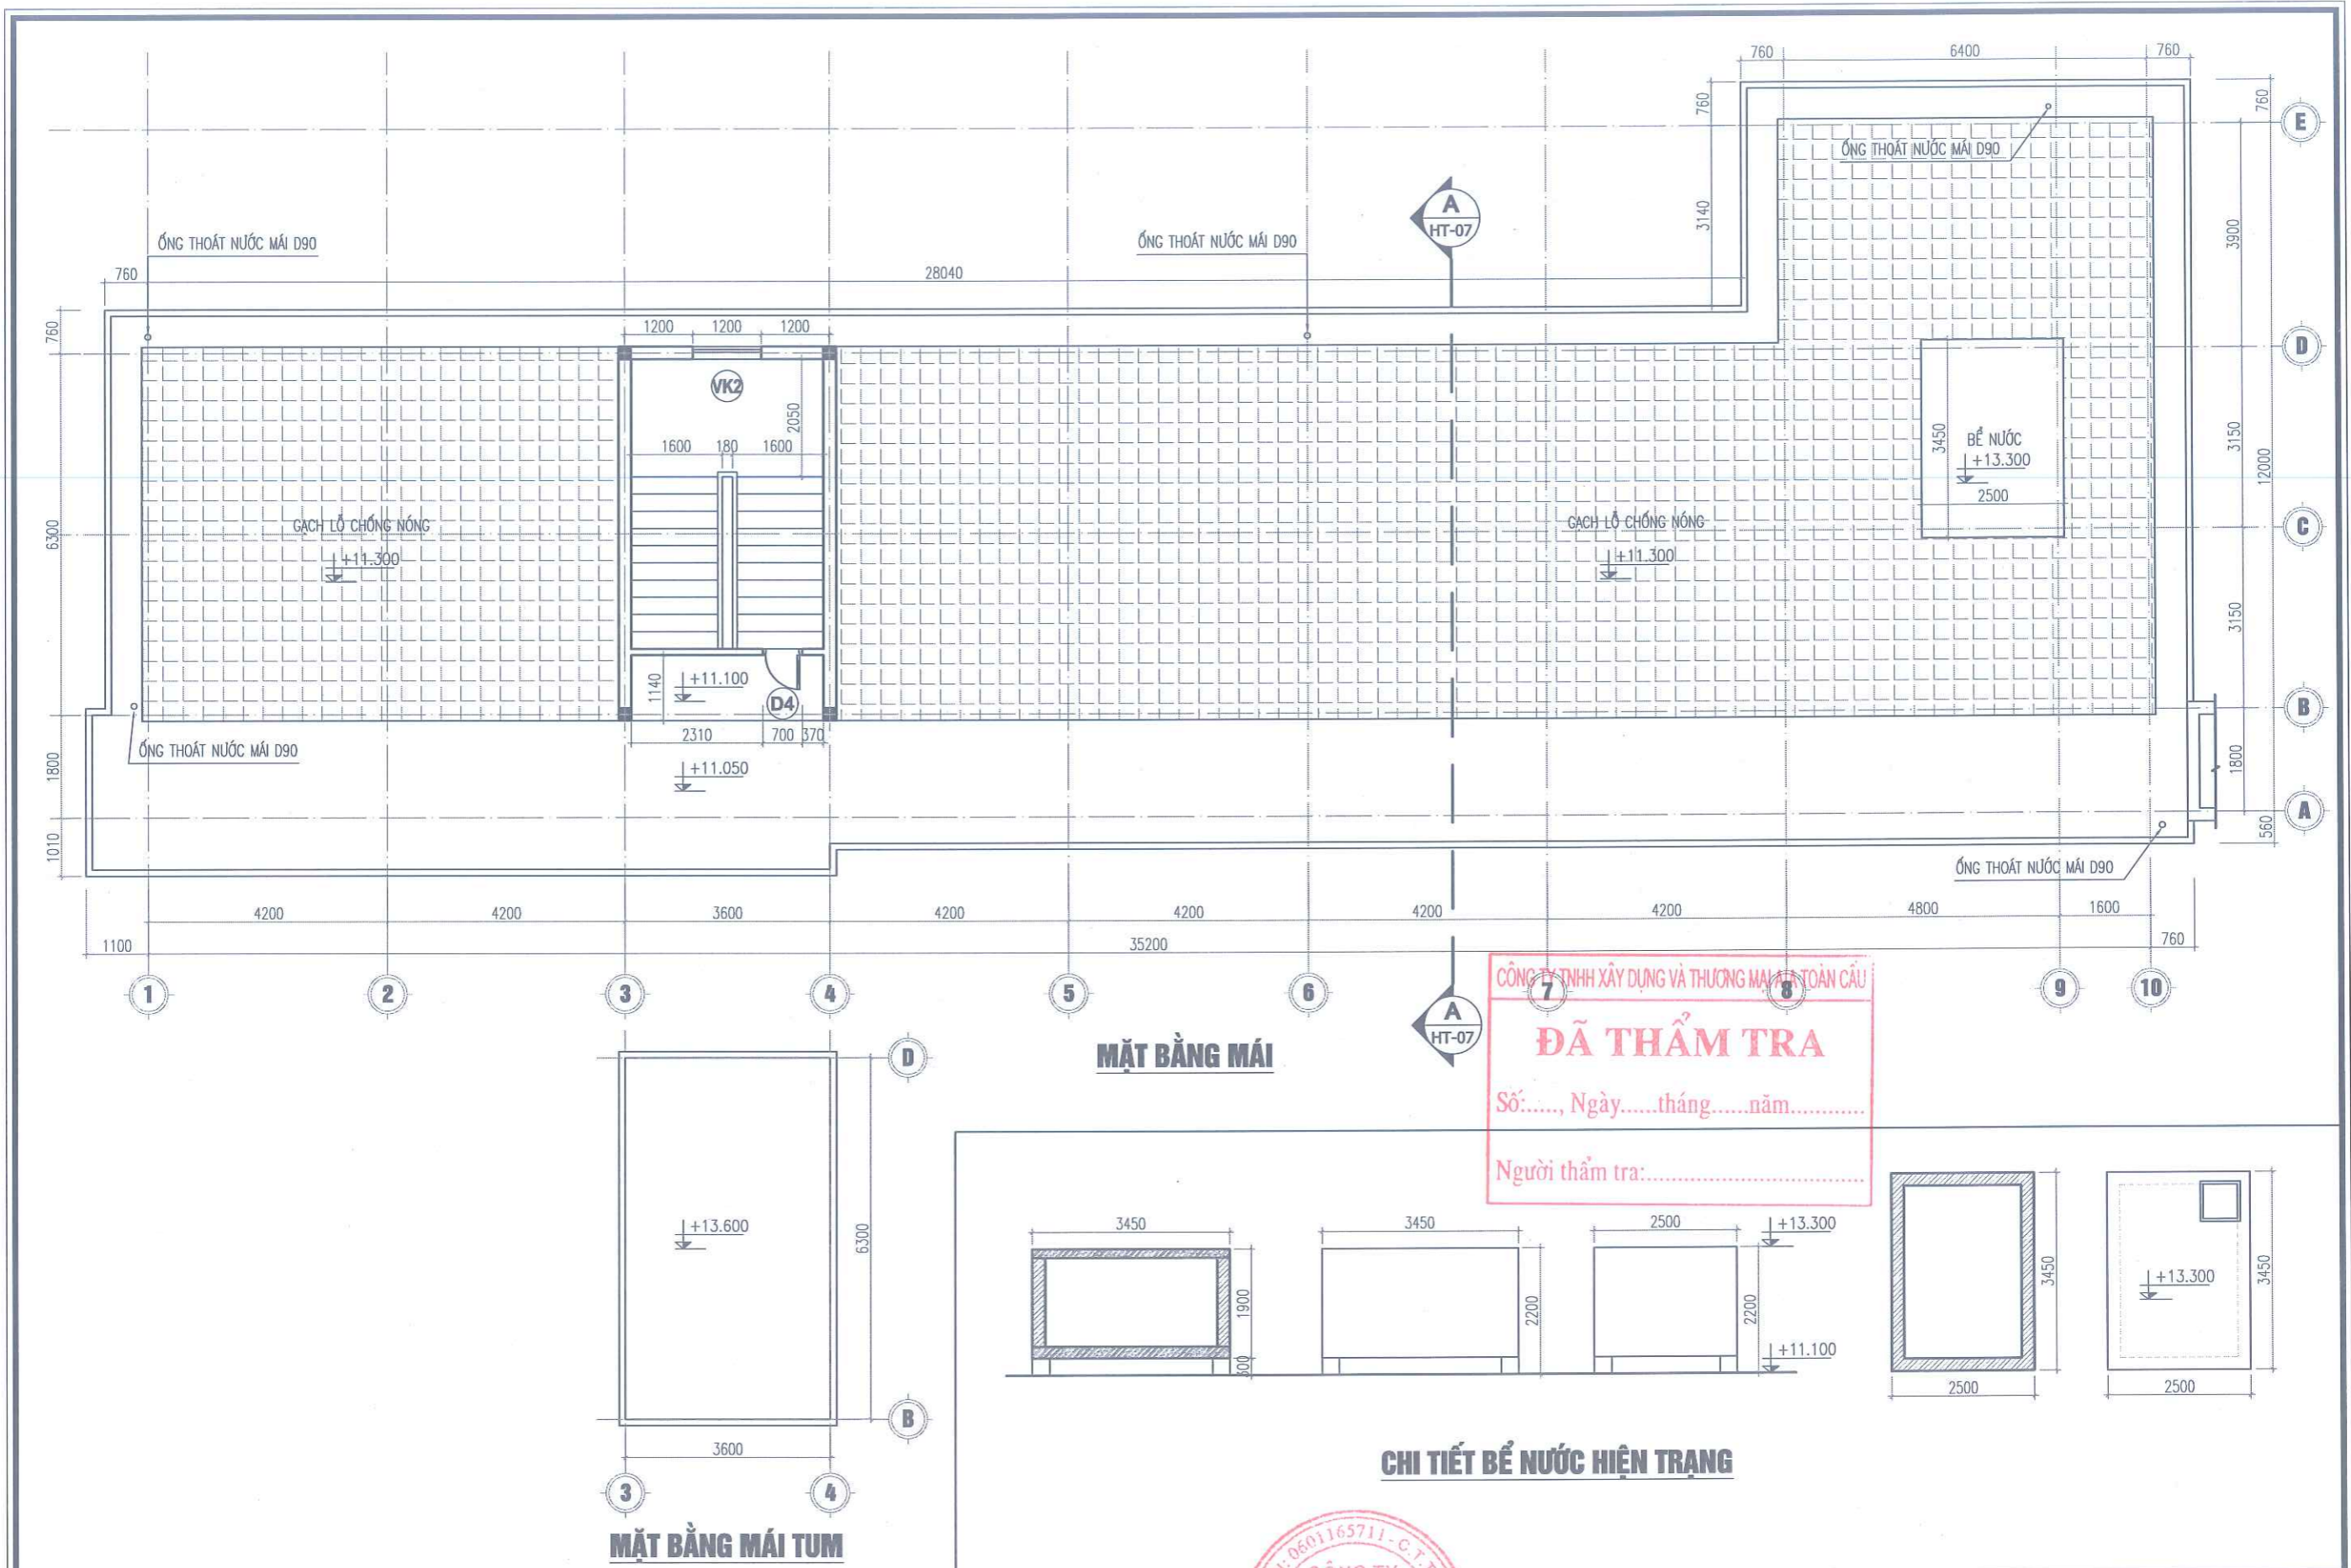 760
6400
760
760
3140
760
3900
3150
12000
3150
1800
560
E
D
C
B
A
ỐNG THOÁT NƯỚC MÁI D90
ỐNG THOÁT NƯỚC MÁI D90
ỐNG THOÁT NƯỚC MÁI D90
A
HT-07
760
28040
760
6300
1800
1010
1200
1200
1200
VK2
2050
1600
180
1600
GẠCH LỖ CHỐNG NÓNG
+11.300
GẠCH LỖ CHỐNG NÓNG
+11.300
3450
BỂ NƯỚC
+13.300
2500
1140
+11.100
D4
2310
700
370
+11.050
ỐNG THOÁT NƯỚC MÁI D90
ỐNG THOÁT NƯỚC MÁI D90
4200
4200
3600
4200
4200
4200
4200
4800
1600
1100
35200
760
1
2
3
4
5
6
7
8
9
10
A
HT-07
MẶT BẰNG MÁI
CÔNG TY TNHH XÂY DỰNG VÀ THƯƠNG MẠI TOÀN CẦU
ĐÃ THẨM TRA
Số:....., Ngày......tháng......năm............
Người thẩm tra:...................................
D
+13.600
6300
B
3600
3
4
MẶT BẰNG MÁI TUM
3450
1900
300
3450
2200
2500
2200
+13.300
+11.100
3450
2500
+13.300
3450
2500
CHI TIẾT BỂ NƯỚC HIỆN TRẠNG
0601165711 - C.T.